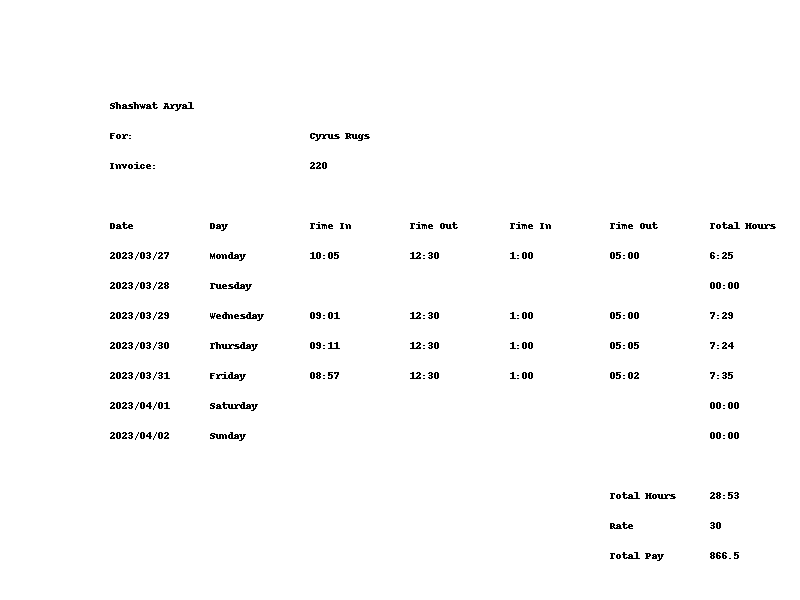 Shashwat Aryal
For: Cyrus Rugs
Invoice: 220
Date Day Time In Time Out Time In Time Out Total Hours
2023/03/27 Monday 10:05 12:30 1:00 05:00 6:25
2023/03/28 Tuesday 00:00
2023/03/29 Wednesday 09:01 12:30 1:00 05:00 7:29
2023/03/30 Thursday 09:11 12:30 1:00 05:05 7:24
2023/03/31 Friday 08:57 12:30 1:00 05:02 7:35
2023/04/01 Saturday 00:00
2023/04/02 Sunday 00:00
Total Hours 28:53
Rate 30
Total Pay 866.5